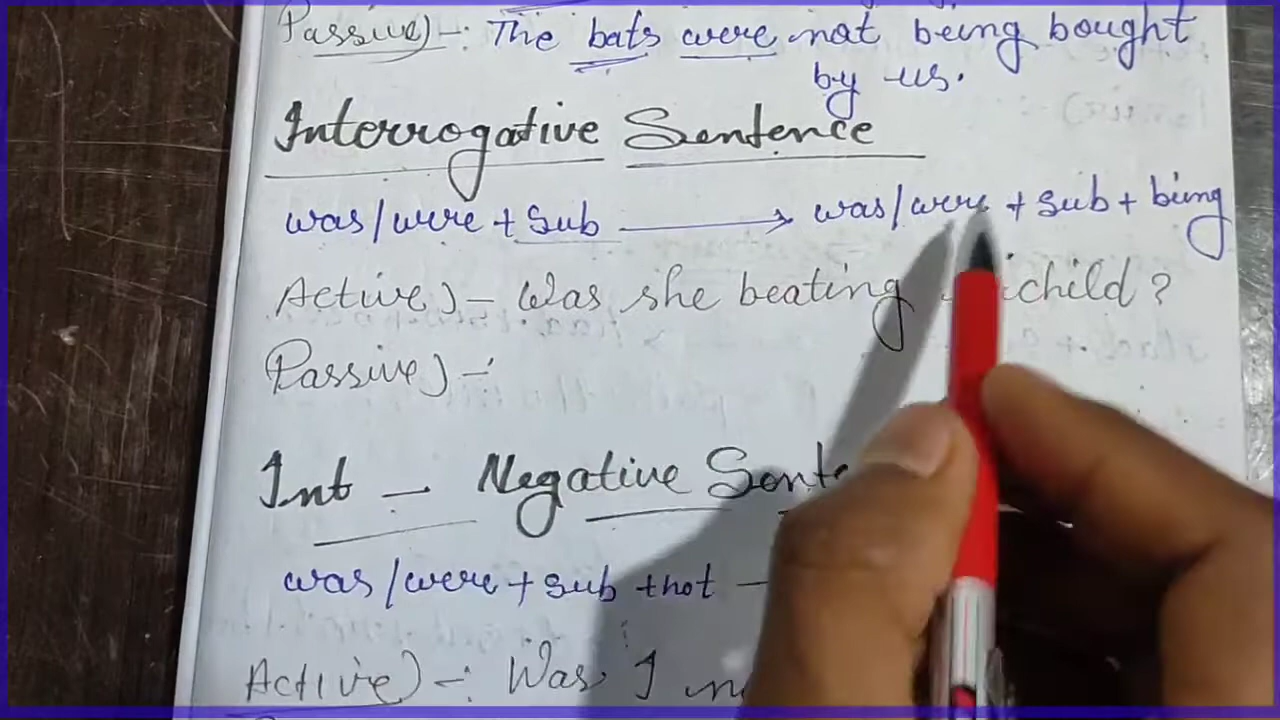 Passive) -: The bats were not being bought
by us.
Interrogative Sentence
was/were + sub → was/were + sub + being
Active) - Was she beating child?
Passive) -:
Int - Negative
was/were + sub + not -
Active) -: Was I